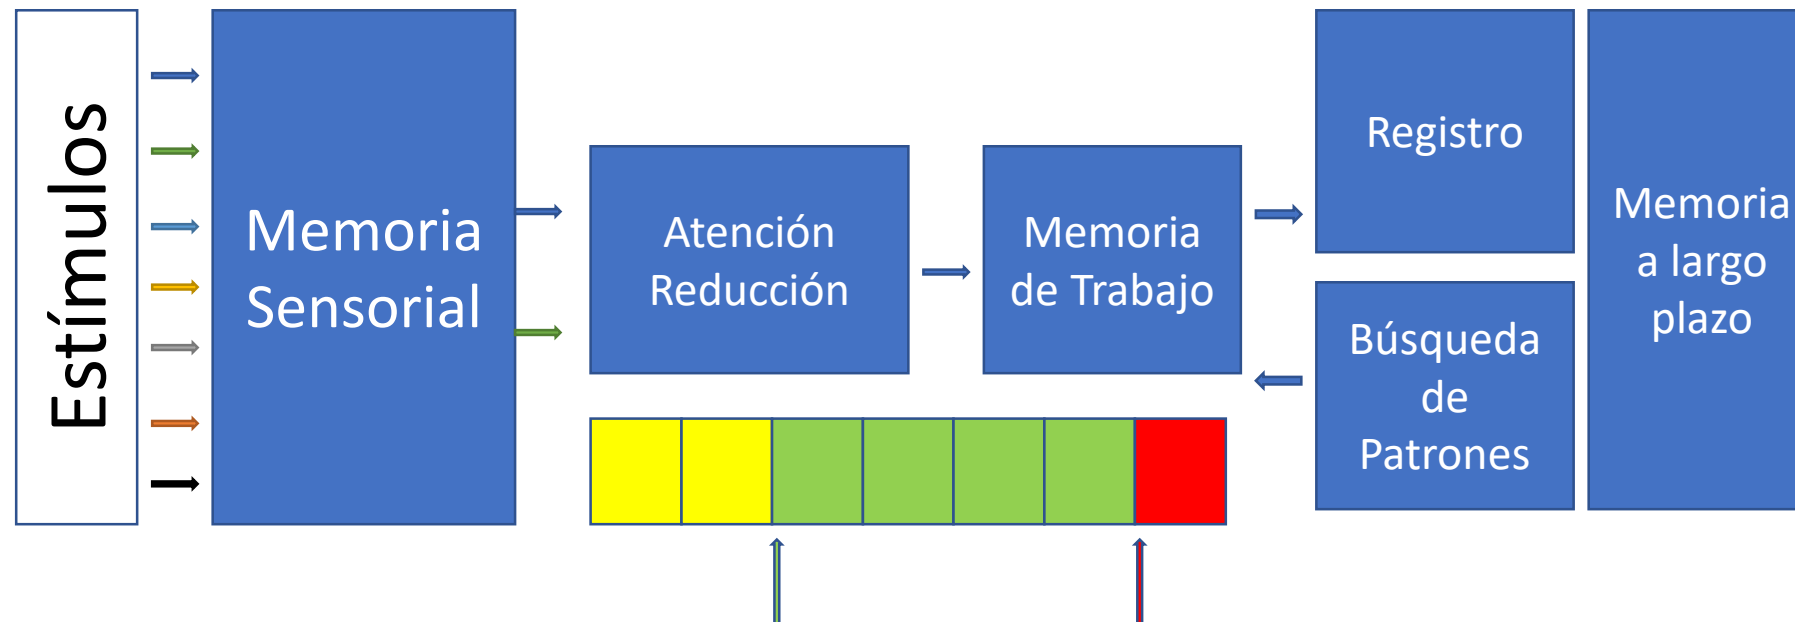 Estímulos
Memoria
Sensorial
Atención
Reducción
Memoria
de Trabajo
Registro
Búsqueda
de
Patrones
Memoria
a largo
plazo